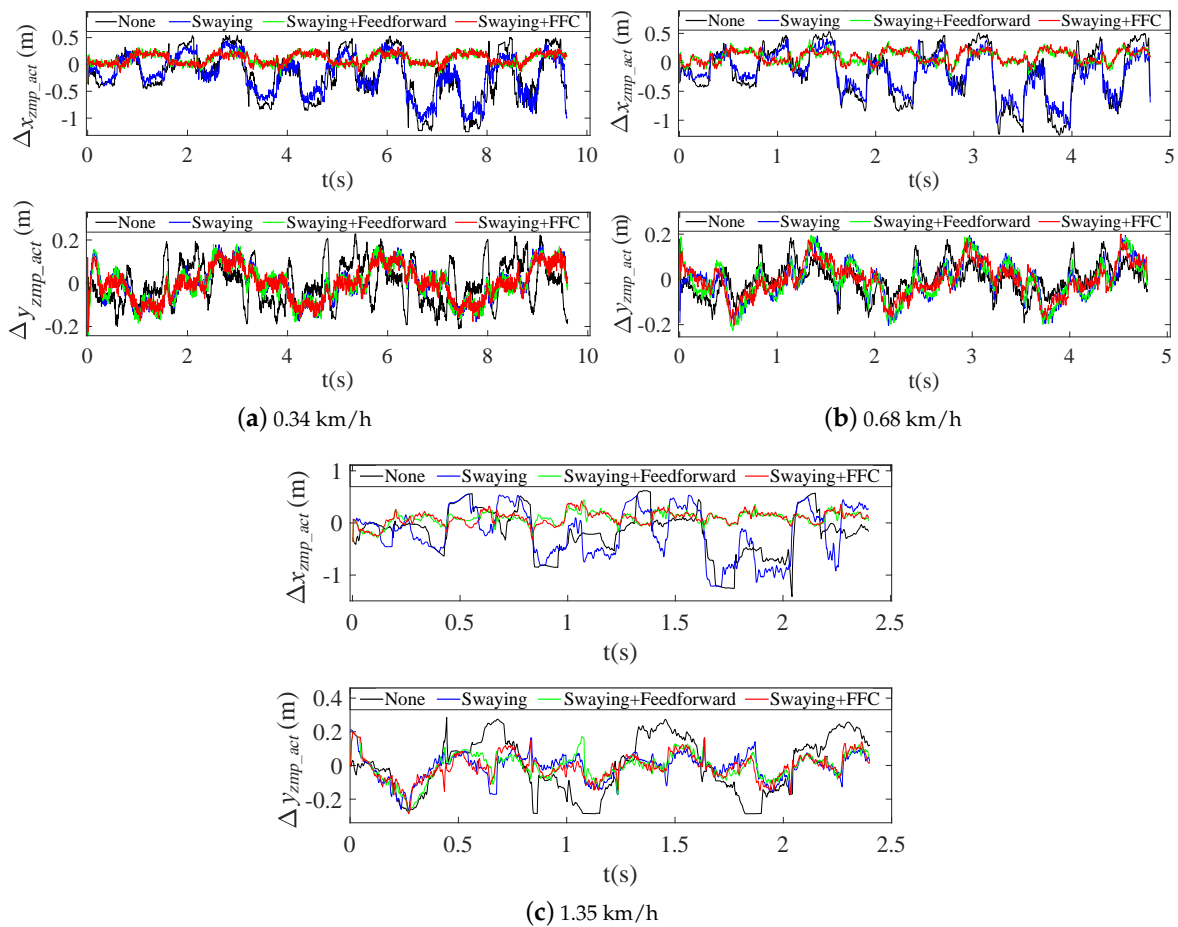 None Swaying Swaying+Feedforward Swaying+FFC
Δx_zmp_act (m)
0.5
0
-0.5
-1
0 2 4 6 8 10
t(s)
None Swaying Swaying+Feedforward Swaying+FFC
Δy_zmp_act (m)
0.2
0
-0.2
0 2 4 6 8 10
t(s)
(a) 0.34 km/h
None Swaying Swaying+Feedforward Swaying+FFC
Δx_zmp_act (m)
0.5
0
-0.5
-1
0 1 2 3 4 5
t(s)
None Swaying Swaying+Feedforward Swaying+FFC
Δy_zmp_act (m)
0.2
0
-0.2
0 1 2 3 4 5
t(s)
(b) 0.68 km/h
None Swaying Swaying+Feedforward Swaying+FFC
Δx_zmp_act (m)
1
0
-1
0 0.5 1 1.5 2 2.5
t(s)
None Swaying Swaying+Feedforward Swaying+FFC
Δy_zmp_act (m)
0.4
0.2
0
-0.2
0 0.5 1 1.5 2 2.5
t(s)
(c) 1.35 km/h